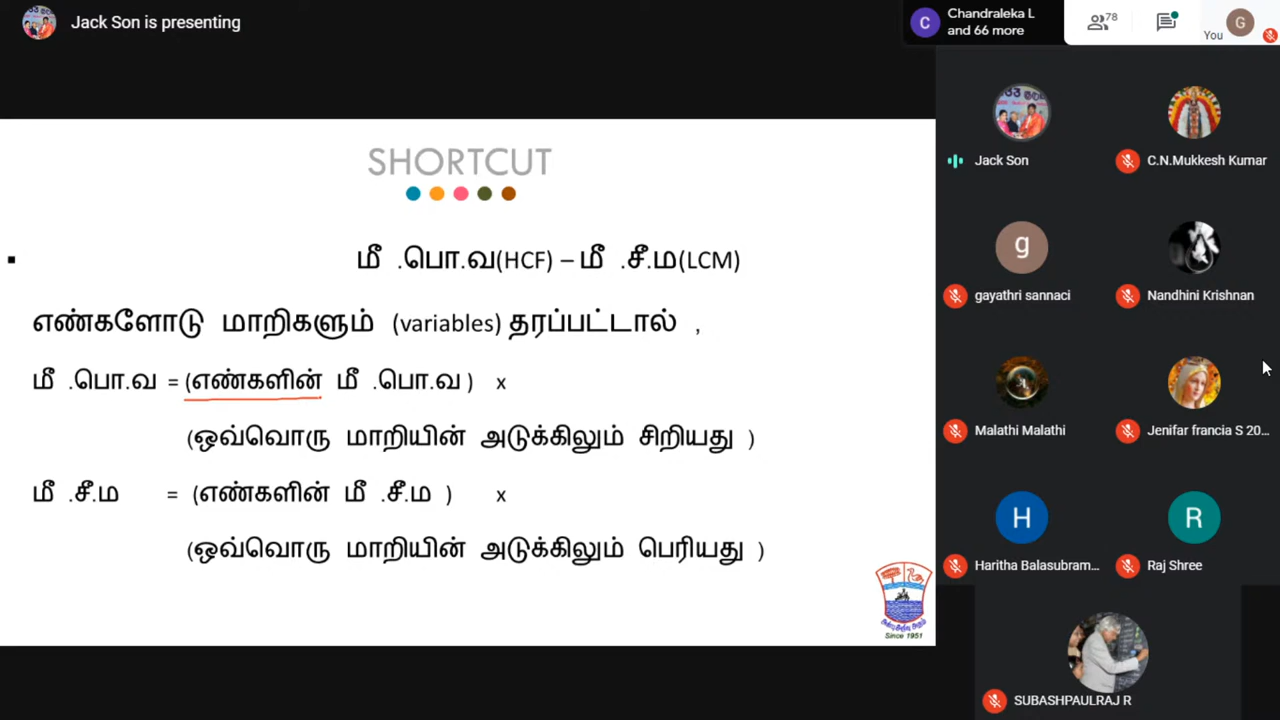 Jack Son is presenting
Chandraleka L
and 66 more
78
You
G
SHORTCUT
மீ .பொ.வ(HCF) – மீ .சீ.ம(LCM)
எண்களோடு மாறிகளும் (variables) தரப்பட்டால் ,
மீ .பொ.வ = (எண்களின் மீ .பொ.வ ) x
(ஒவ்வொரு மாறியின் அடுக்கிலும் சிறியது )
மீ .சீ.ம = (எண்களின் மீ .சீ.ம ) x
(ஒவ்வொரு மாறியின் அடுக்கிலும் பெரியது )
Since 1951
C
Jack Son
C.N.Mukkesh Kumar
g
gayathri sannaci
Nandhini Krishnan
Malathi Malathi
Jenifar francia S 20...
H
R
Haritha Balasubram...
Raj Shree
SUBASHPAULRAJ R